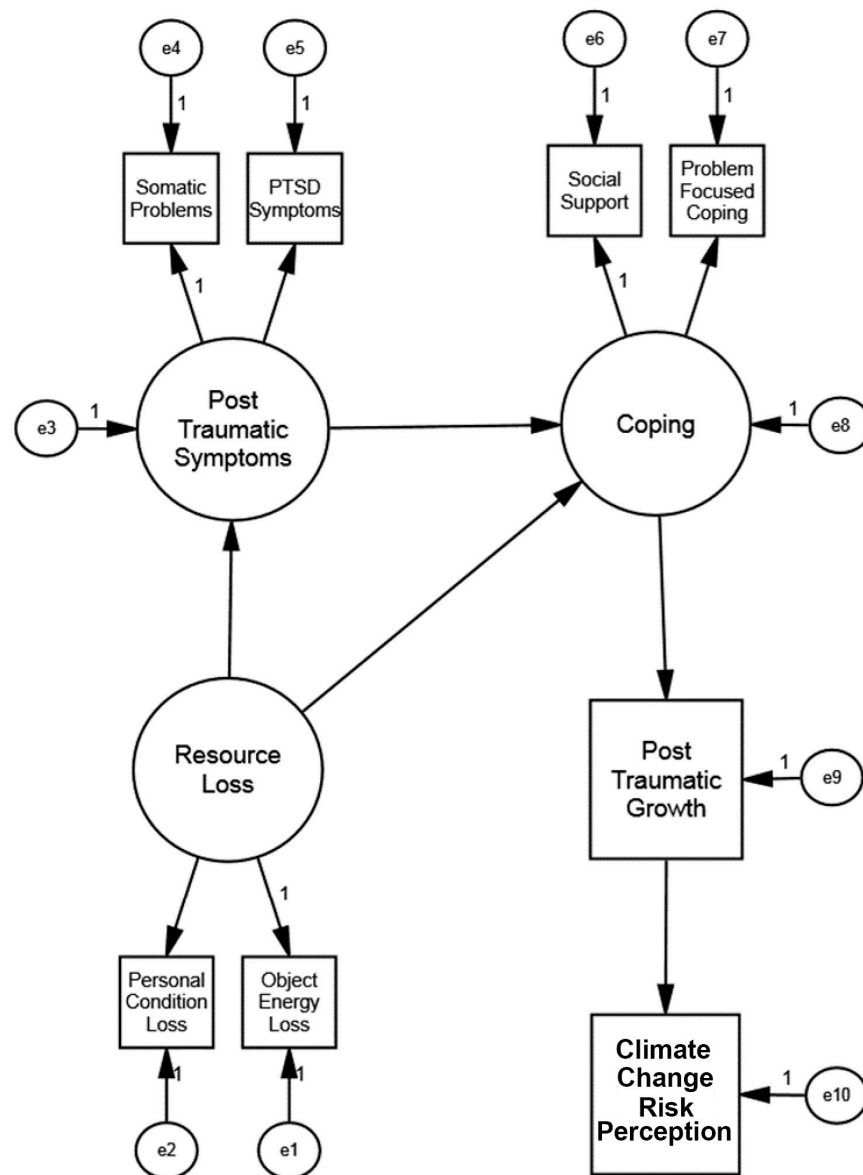 e4
e5
e6
e7
1
1
1
1
Somatic
Problems
PTSD
Symptoms
Social
Support
Problem
Focused
Coping
1
1
e3
1
Post
Traumatic
Symptoms
Coping
1
e8
Resource
Loss
Post
Traumatic
Growth
1
e9
1
Personal
Condition
Loss
Object
Energy
Loss
Climate
Change
Risk
Perception
1
e10
1
1
e2
e1